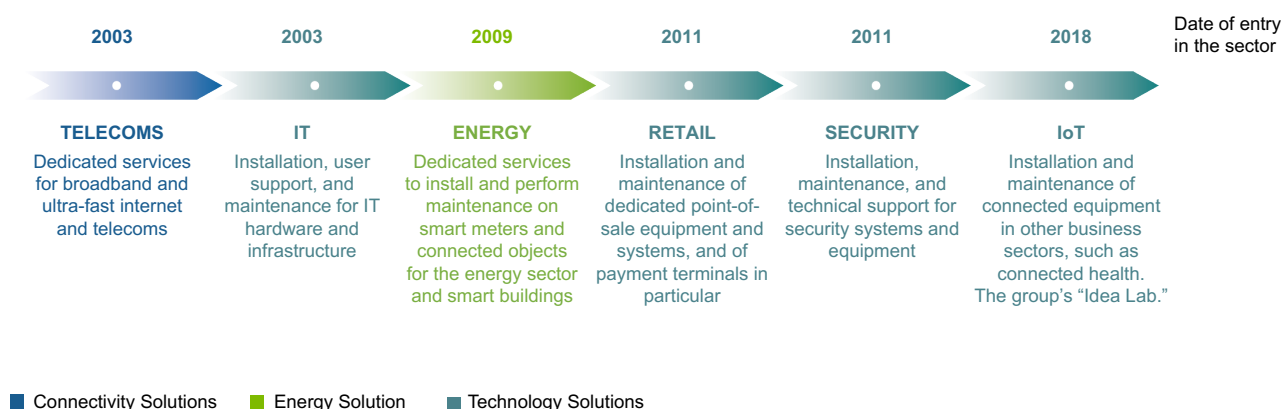 2003
2003
2009
2011
2011
2018
Date of entry
in the sector
TELECOMS
Dedicated services
for broadband and
ultra-fast internet
and telecoms
IT
Installation, user
support, and
maintenance for IT
hardware and
infrastructure
ENERGY
Dedicated services
to install and perform
maintenance on
smart meters and
connected objects
for the energy sector
and smart buildings
RETAIL
Installation and
maintenance of
dedicated point-of-
sale equipment and
systems, and of
payment terminals in
particular
SECURITY
Installation,
maintenance, and
technical support for
security systems and
equipment
IoT
Installation and
maintenance of
connected equipment
in other business
sectors, such as
connected health.
The group’s “Idea Lab.”
Connectivity Solutions
Energy Solution
Technology Solutions